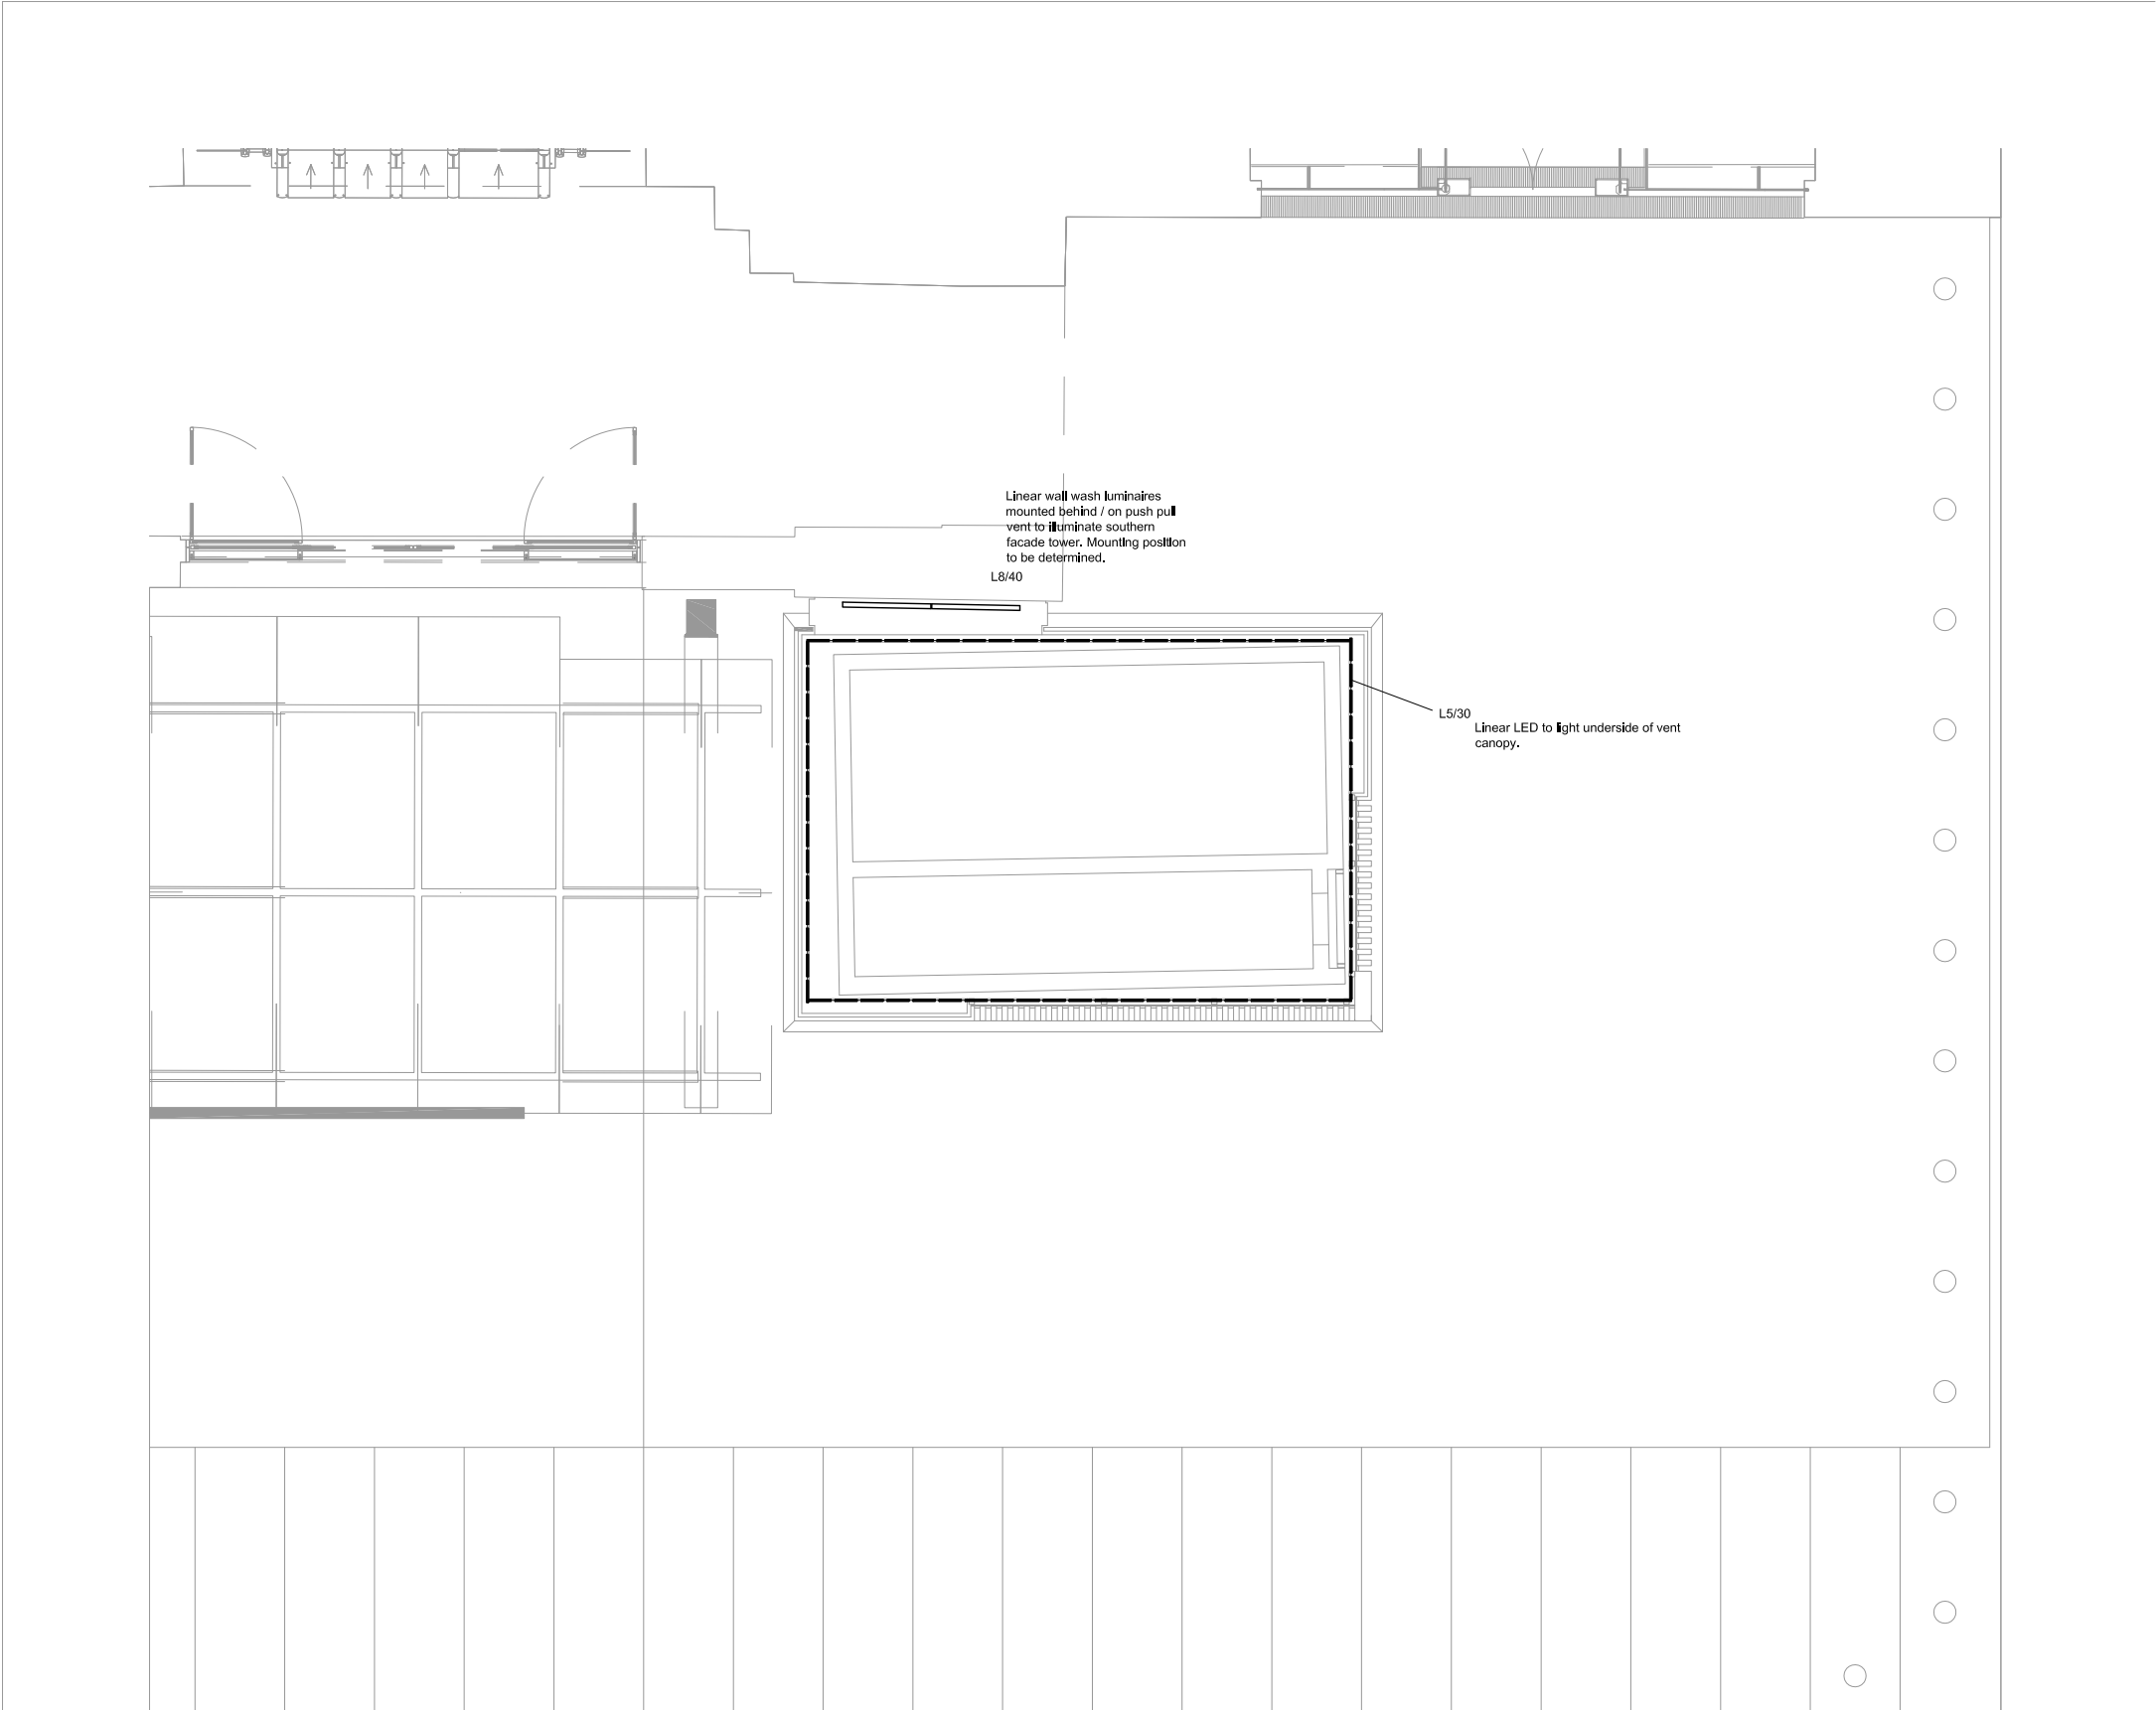 Linear wall wash luminaires
mounted behind / on push pull
vent to illuminate southern
facade tower. Mounting position
to be determined.
L8/40
L5/30
Linear LED to light underside of vent
canopy.